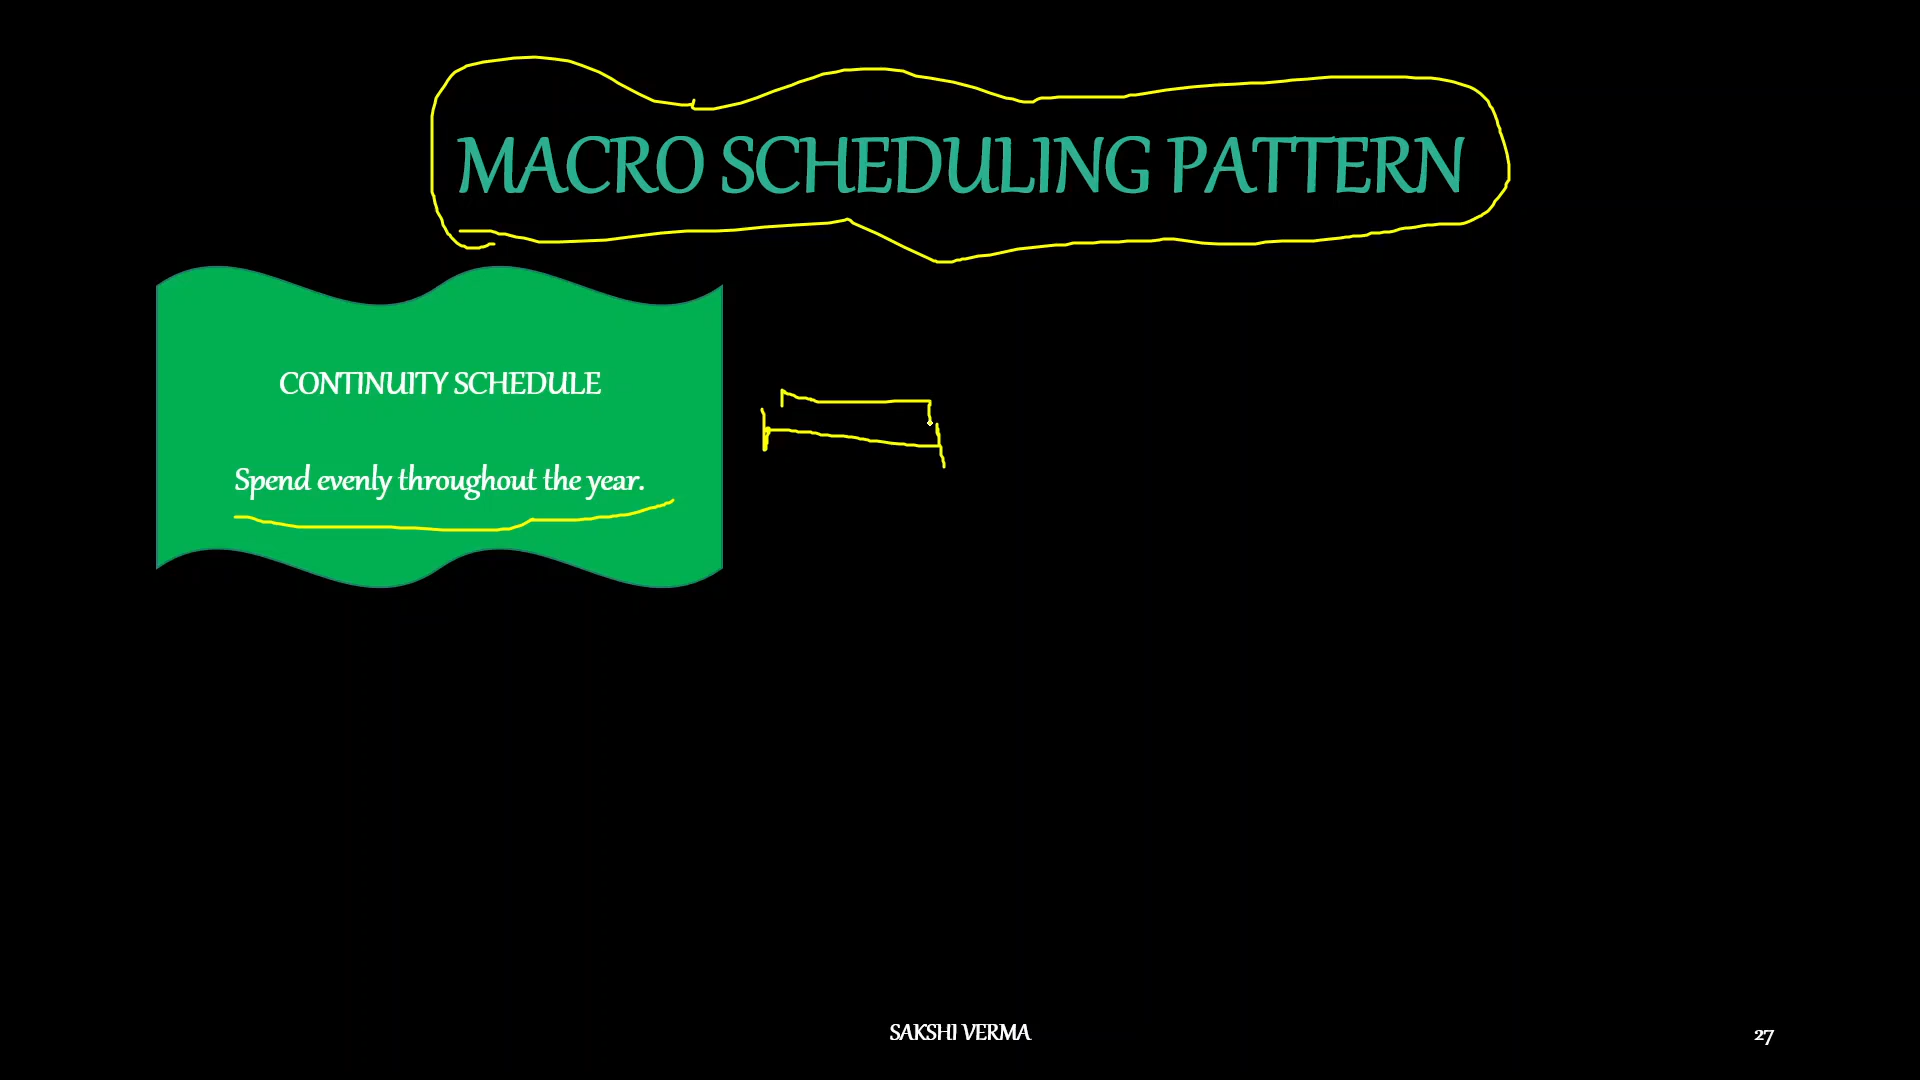 MACRO SCHEDULING PATTERN
CONTINUITY SCHEDULE
Spend evenly throughout the year.
SAKSHI VERMA
27